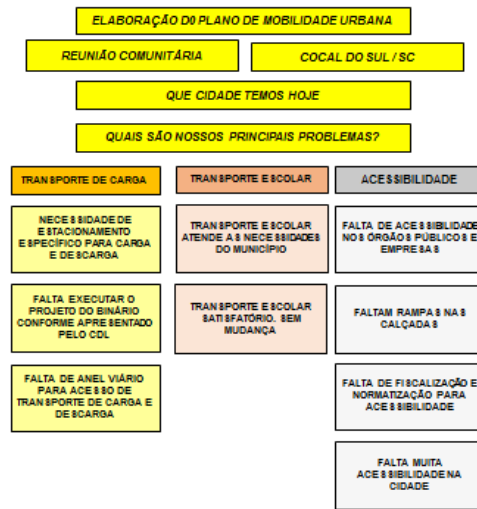 ELABORAÇÃO D0 PLANO DE MOBILIDADE URBANA
REUNIÃO COMUNITÁRIA
COCAL DO SUL / SC
QUE CIDADE TEMOS HOJE
QUAIS SÃO NOSSOS PRINCIPAIS PROBLEMAS?
TRANSPORTE DE CARGA
NECESSIDADE DE
ESTACIONAMENTO
ESPECÍFICO PARA CARGA
E DESCARGA
FALTA EXECUTAR O
PROJETO DO BINÁRIO
CONFORME APRESENTADO
PELO CDL
FALTA DE ANEL VIÁRIO
PARA ACESSO DE
TRANSPORTE DE CARGA E
DESCARGA
TRANSPORTE ESCOLAR
TRANSPORTE ESCOLAR
ATENDE AS NECESSIDADES
DO MUNICÍPIO
TRANSPORTE ESCOLAR
SATISFATÓRIO. SEM
MUDANÇA
ACESSIBILIDADE
FALTA DE ACESSIBILIDADE
NOS ÓRGÃOS PÚBLICOS E
EMPRESAS
FALTAM RAMPAS NAS
CALÇADAS
FALTA DE FISCALIZAÇÃO E
NORMATIZAÇÃO PARA
ACESSIBILIDADE
FALTA MUITA
ACESSIBILIDADE NA
CIDADE